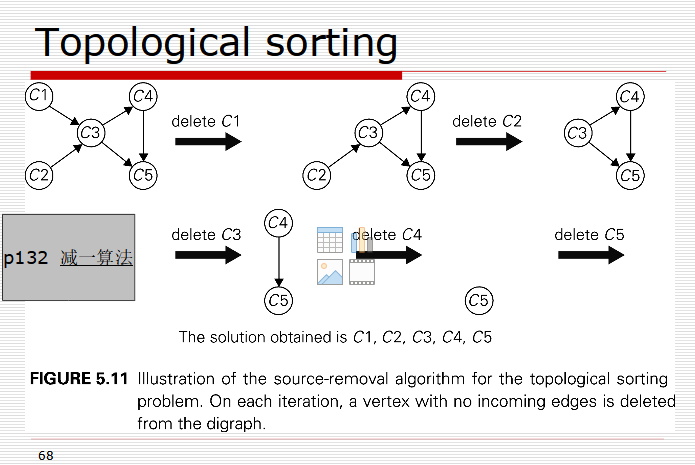 Topological sorting
C1
C4
C3
C2
C5
delete C1
C4
C3
C2
C5
delete C2
C4
C3
C5
p132 减一算法
delete C3
C4
C5
delete C4
C5
delete C5
The solution obtained is C1, C2, C3, C4, C5
FIGURE 5.11 Illustration of the source-removal algorithm for the topological sorting
problem. On each iteration, a vertex with no incoming edges is deleted
from the digraph.
68